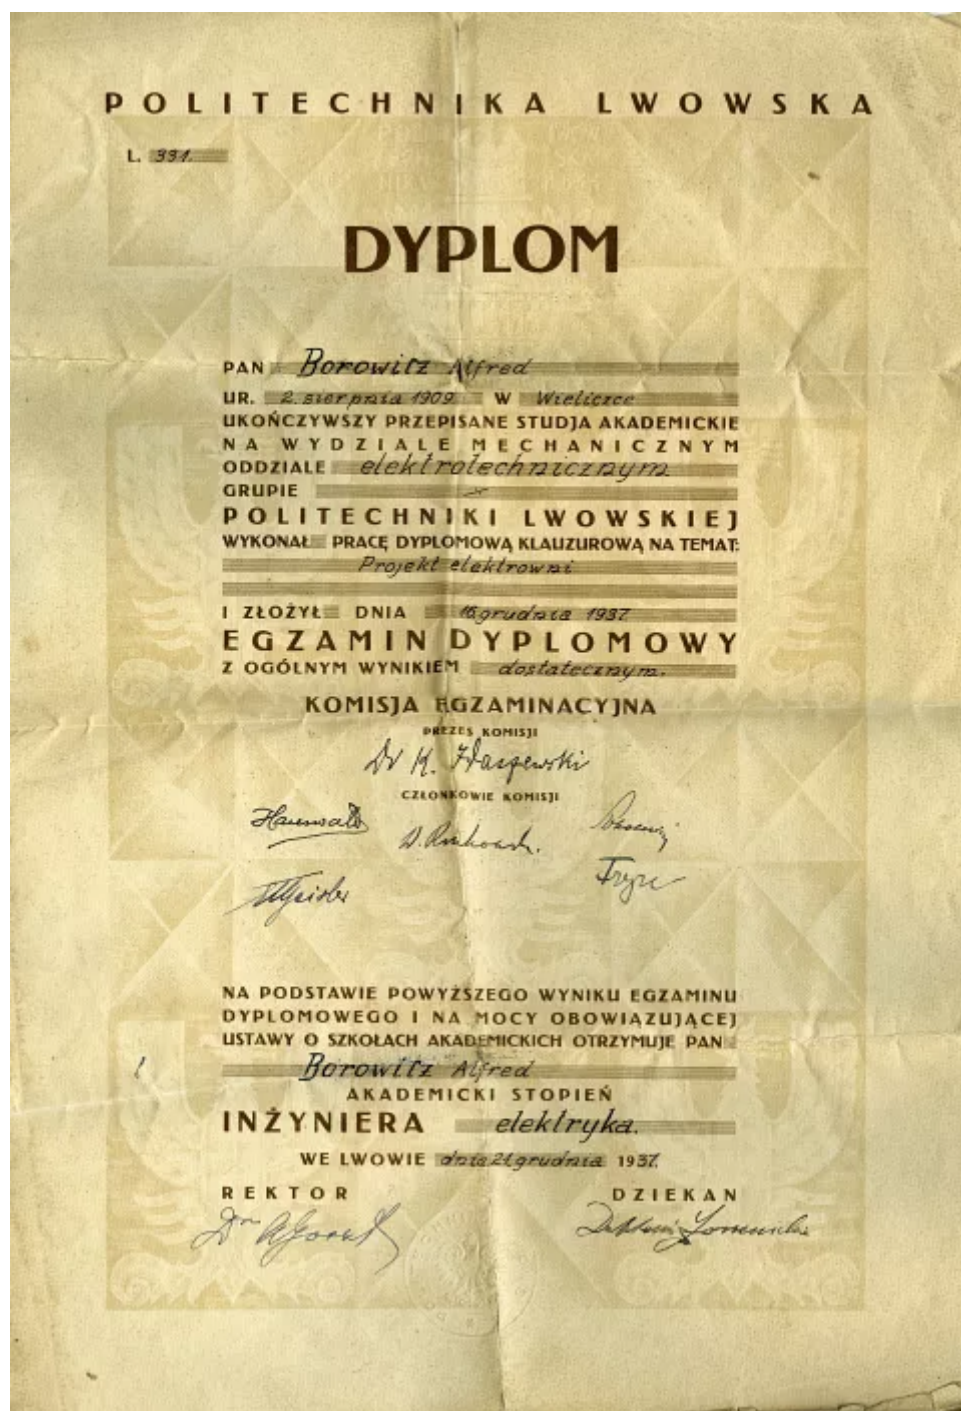 POLITECHNIKA LWOWSKA
L. 331.
DYPLOM
PAN Borowitz Alfred
UR. 2. sierpnia 1909 W Wieliczce
UKOŃCZYWSZY PRZEPISANE STUDJA AKADEMICKIE
NA WYDZIALE MECHANICZNYM
ODDZIALE elektrotechnicznym
GRUPIE
POLITECHNIKI LWOWSKIEJ
WYKONAŁ PRACĘ DYPLOMOWĄ KLAUZUROWĄ NA TEMAT:
Projekt elektrowni
I ZŁOŻYŁ DNIA 16 grudnia 1937
EGZAMIN DYPLOMOWY
Z OGÓLNYM WYNIKIEM dostatecznym.
KOMISJA EGZAMINACYJNA
PREZES KOMISJI
Dr K.
CZŁONKOWIE KOMISJI
Fryze
NA PODSTAWIE POWYŻSZEGO WYNIKU EGZAMINU
DYPLOMOWEGO I NA MOCY OBOWIĄZUJĄCEJ
USTAWY O SZKOŁACH AKADEMICKICH OTRZYMUJE PAN
Borowitz Alfred
AKADEMICKI STOPIEŃ
INŻYNIERA elektryka.
WE LWOWIE dnia 21 grudnia 1937.
REKTOR DZIEKAN
Dr